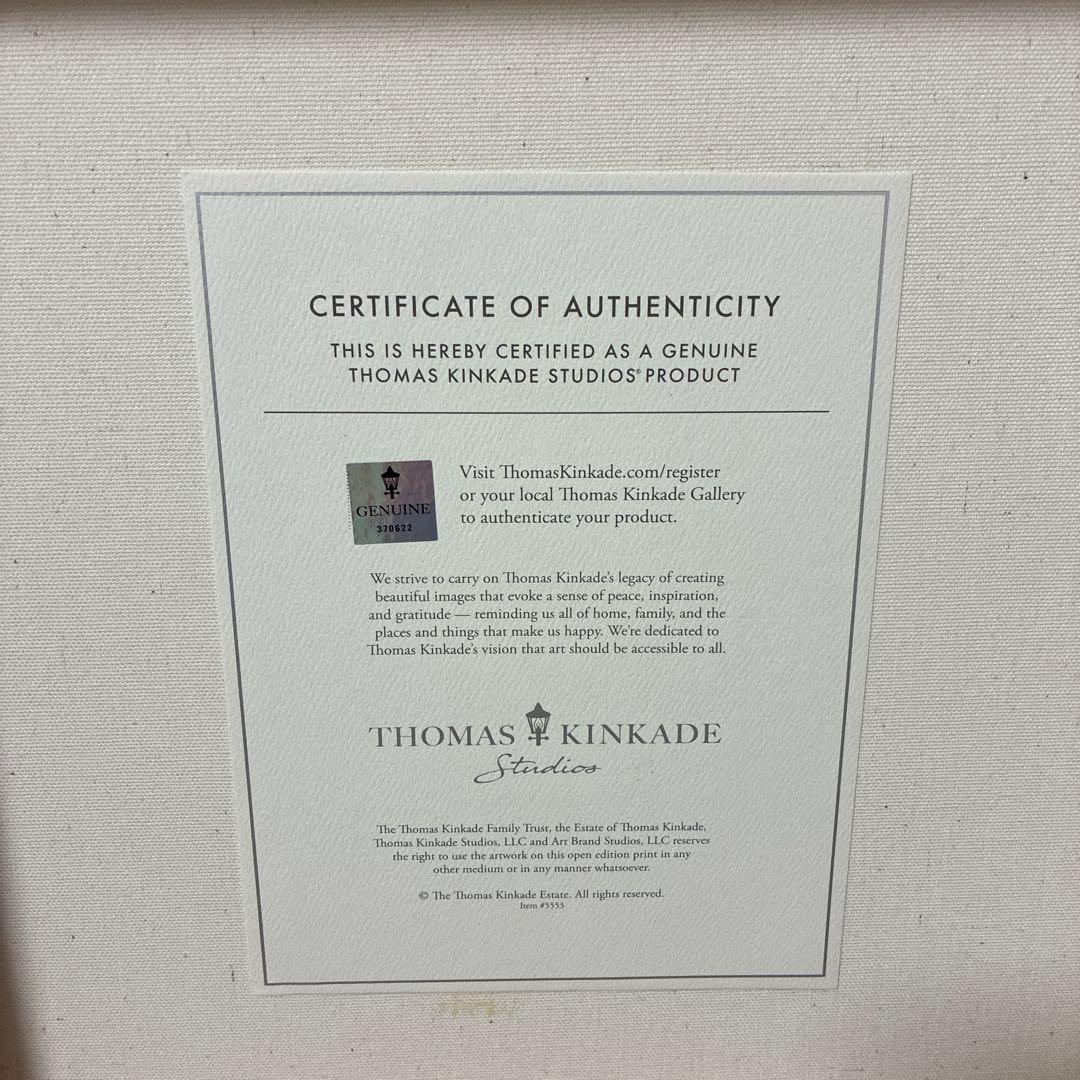 CERTIFICATE OF AUTHENTICITY
THIS IS HEREBY CERTIFIED AS A GENUINE
THOMAS KINKADE STUDIOS® PRODUCT
GENUINE
370622
Visit ThomasKinkade.com/register
or your local Thomas Kinkade Gallery
to authenticate your product.
We strive to carry on Thomas Kinkade's legacy of creating
beautiful images that evoke a sense of peace, inspiration,
and gratitude — reminding us all of home, family, and the
places and things that make us happy. We're dedicated to
Thomas Kinkade's vision that art should be accessible to all.
THOMAS KINKADE
Studios
The Thomas Kinkade Family Trust, the Estate of Thomas Kinkade,
Thomas Kinkade Studios, LLC and Art Brand Studios, LLC reserves
the right to use the artwork on this open edition print in any
other medium or in any manner whatsoever.
© The Thomas Kinkade Estate. All rights reserved.
Item #5553